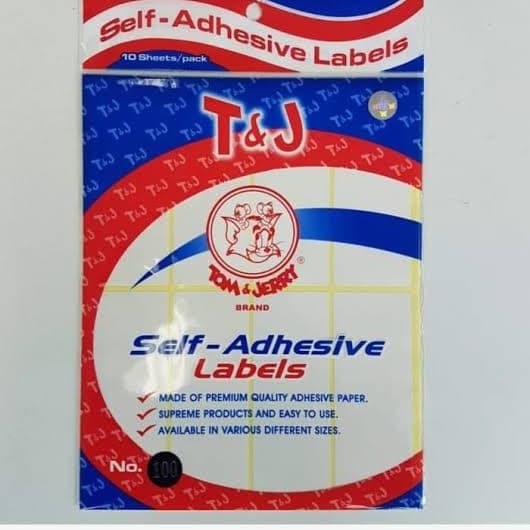 Self-Adhesive Labels
10 Sheets/pack
T&J
TOM & JERRY®
BRAND
Self-Adhesive
Labels
MADE OF PREMIUM QUALITY ADHESIVE PAPER.
SUPREME PRODUCTS AND EASY TO USE.
AVAILABLE IN VARIOUS DIFFERENT SIZES.
No. 100